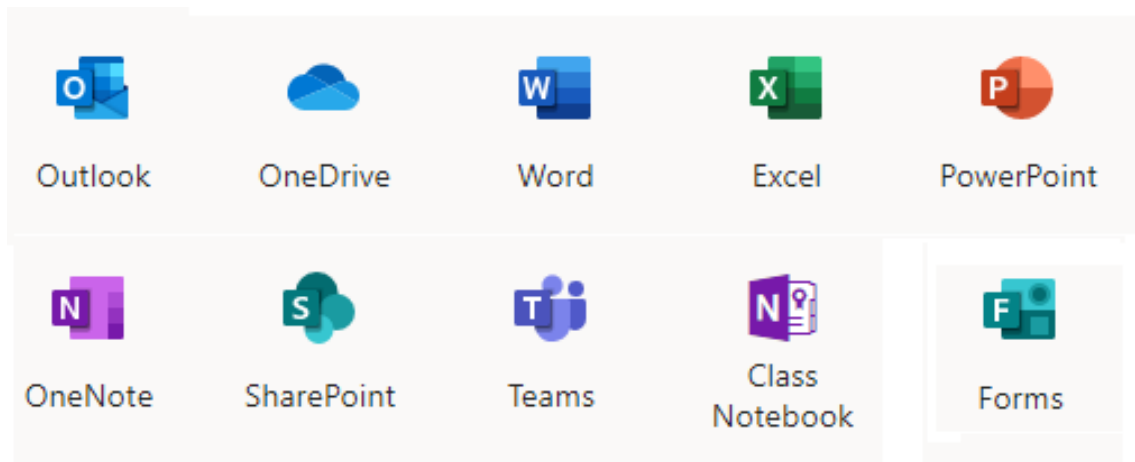 O
W
X
P
Outlook
OneDrive
Word
Excel
PowerPoint
N
S
T
N
F
OneNote
SharePoint
Teams
Class
Notebook
Forms